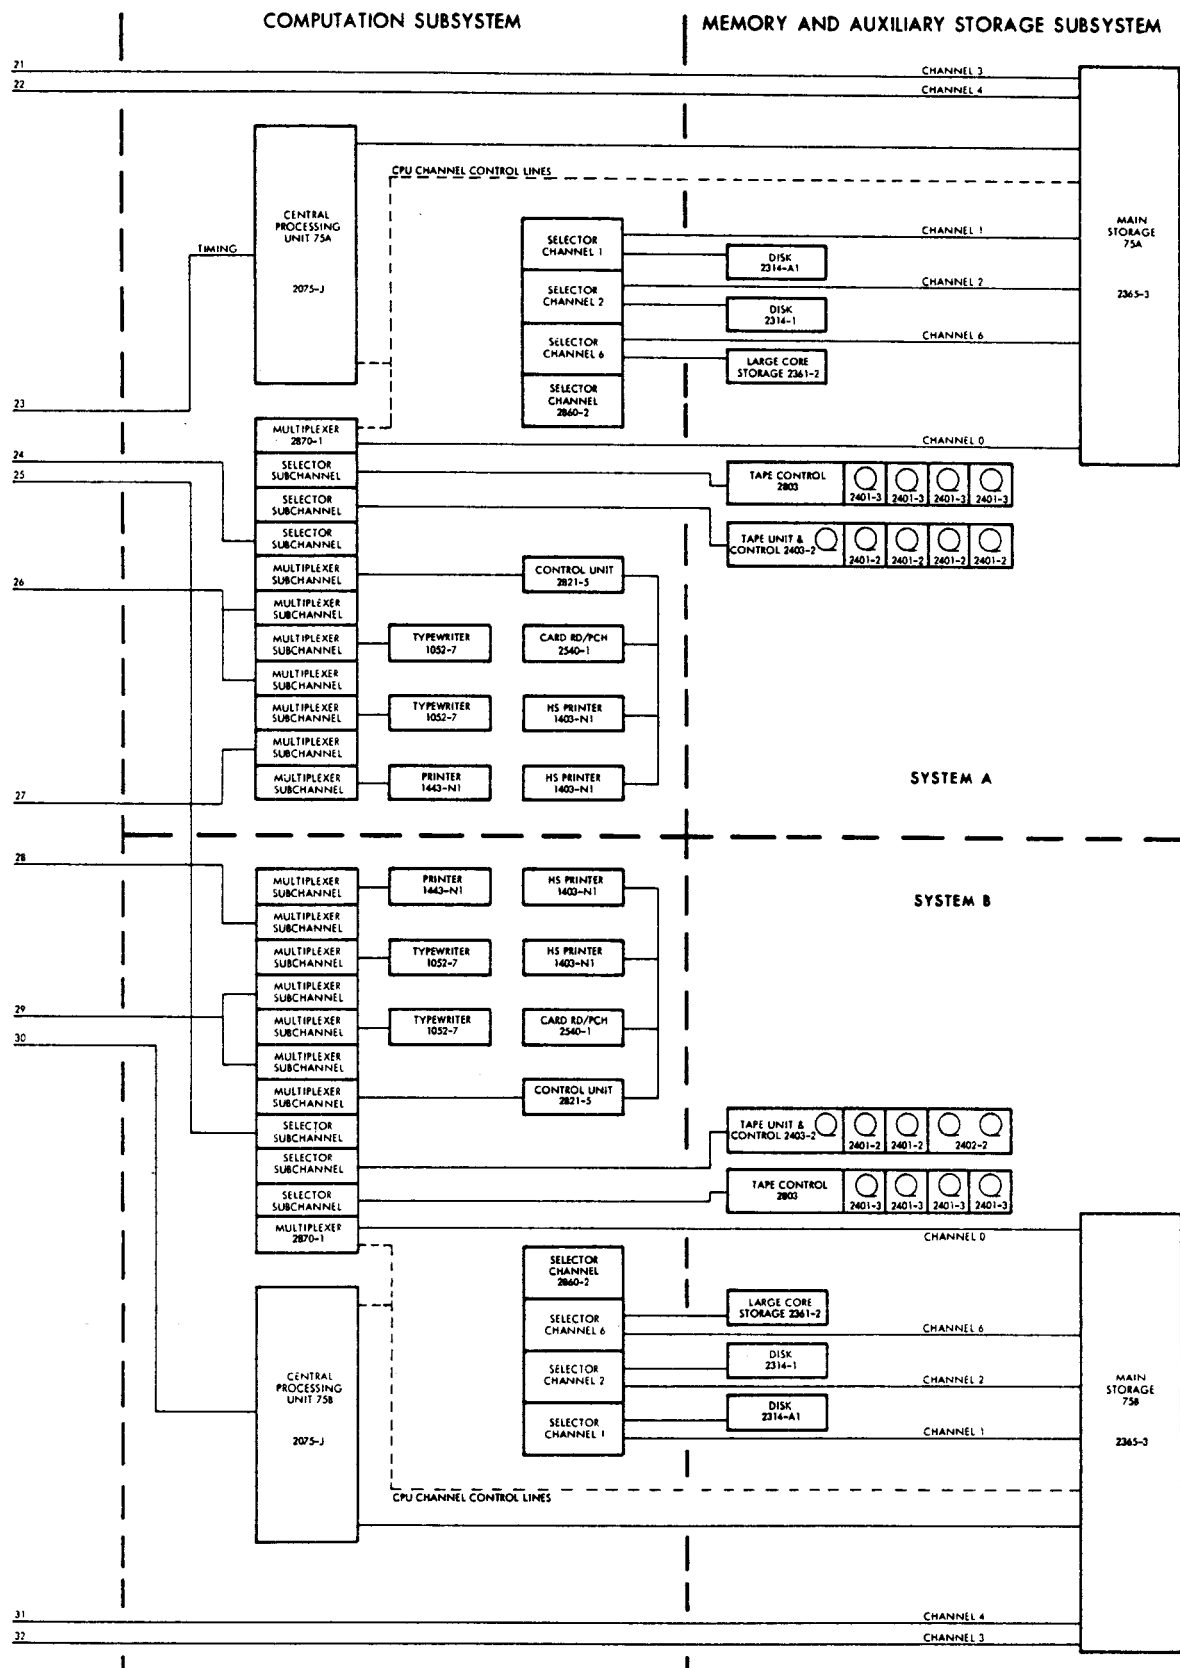 COMPUTATION SUBSYSTEM
MEMORY AND AUXILIARY STORAGE SUBSYSTEM
21
CHANNEL 3
22
CHANNEL 4
CPU CHANNEL CONTROL LINES
CENTRAL
PROCESSING
UNIT 75A
2075-J
TIMING
SELECTOR
CHANNEL 1
CHANNEL 1
DISK
2314-A1
SELECTOR
CHANNEL 2
CHANNEL 2
DISK
2314-1
SELECTOR
CHANNEL 6
CHANNEL 6
LARGE CORE
STORAGE 2361-2
SELECTOR
CHANNEL
2860-2
MAIN
STORAGE
75A
2365-3
23
MULTIPLEXER
2870-1
CHANNEL 0
24
SELECTOR
SUBCHANNEL
TAPE CONTROL
2803
2401-3
2401-3
2401-3
2401-3
25
SELECTOR
SUBCHANNEL
SELECTOR
SUBCHANNEL
TAPE UNIT &
CONTROL 2403-2
2401-2
2401-2
2401-2
2401-2
MULTIPLEXER
SUBCHANNEL
CONTROL UNIT
2821-5
26
MULTIPLEXER
SUBCHANNEL
MULTIPLEXER
SUBCHANNEL
TYPEWRITER
1052-7
CARD RD/PCH
2540-1
MULTIPLEXER
SUBCHANNEL
MULTIPLEXER
SUBCHANNEL
TYPEWRITER
1052-7
HS PRINTER
1403-N1
MULTIPLEXER
SUBCHANNEL
MULTIPLEXER
SUBCHANNEL
PRINTER
1443-N1
HS PRINTER
1403-N1
SYSTEM A
27
28
MULTIPLEXER
SUBCHANNEL
PRINTER
1443-N1
HS PRINTER
1403-N1
SYSTEM B
MULTIPLEXER
SUBCHANNEL
MULTIPLEXER
SUBCHANNEL
TYPEWRITER
1052-7
HS PRINTER
1403-N1
MULTIPLEXER
SUBCHANNEL
29
MULTIPLEXER
SUBCHANNEL
TYPEWRITER
1052-7
CARD RD/PCH
2540-1
30
MULTIPLEXER
SUBCHANNEL
MULTIPLEXER
SUBCHANNEL
CONTROL UNIT
2821-5
SELECTOR
SUBCHANNEL
TAPE UNIT &
CONTROL 2403-2
2401-2
2401-2
2402-2
SELECTOR
SUBCHANNEL
SELECTOR
SUBCHANNEL
TAPE CONTROL
2803
2401-3
2401-3
2401-3
2401-3
MULTIPLEXER
2870-1
CHANNEL 0
SELECTOR
CHANNEL
2860-2
LARGE CORE
STORAGE 2361-2
SELECTOR
CHANNEL 6
CHANNEL 6
DISK
2314-1
SELECTOR
CHANNEL 2
CHANNEL 2
DISK
2314-A1
SELECTOR
CHANNEL 1
CHANNEL 1
CENTRAL
PROCESSING
UNIT 75B
2075-J
MAIN
STORAGE
75B
2365-3
CPU CHANNEL CONTROL LINES
31
CHANNEL 4
32
CHANNEL 3